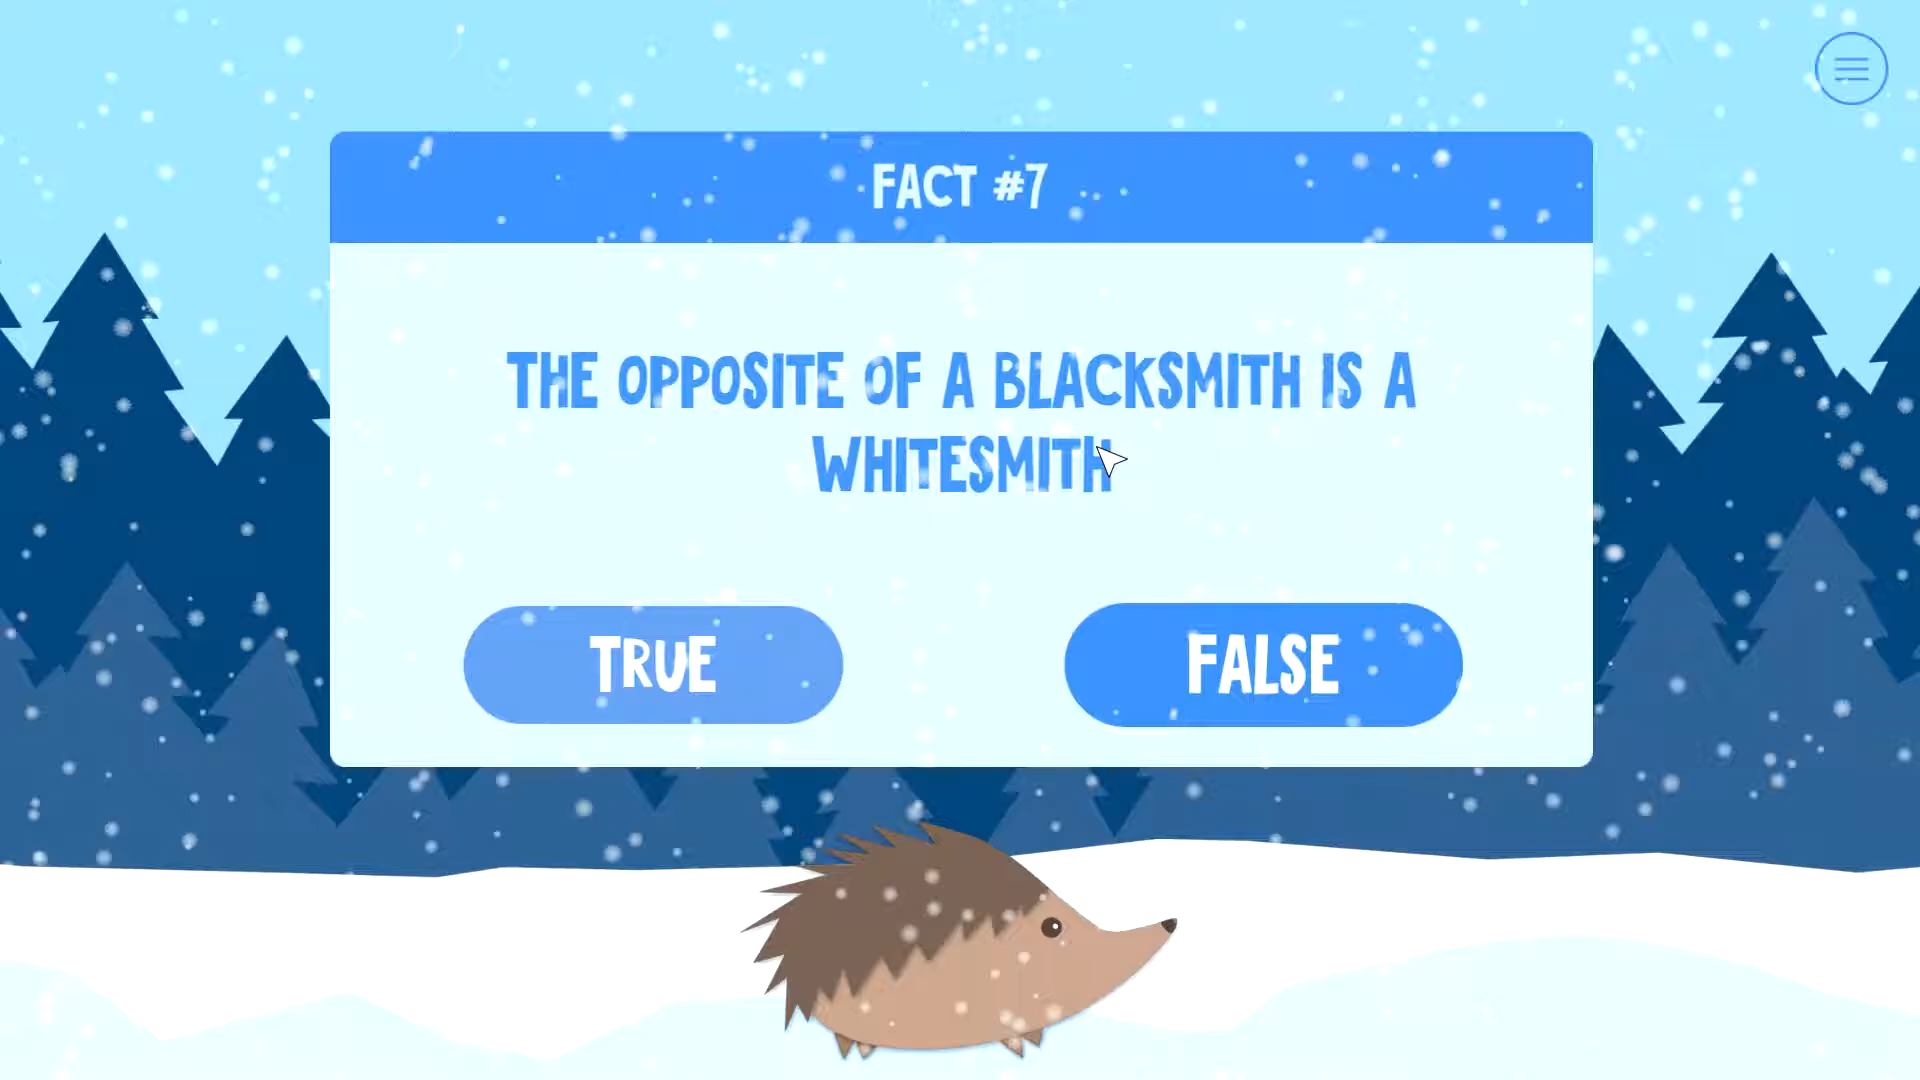 FACT #7
THE OPPOSITE OF A BLACKSMITH IS A
WHITESMITH
TRUE
FALSE